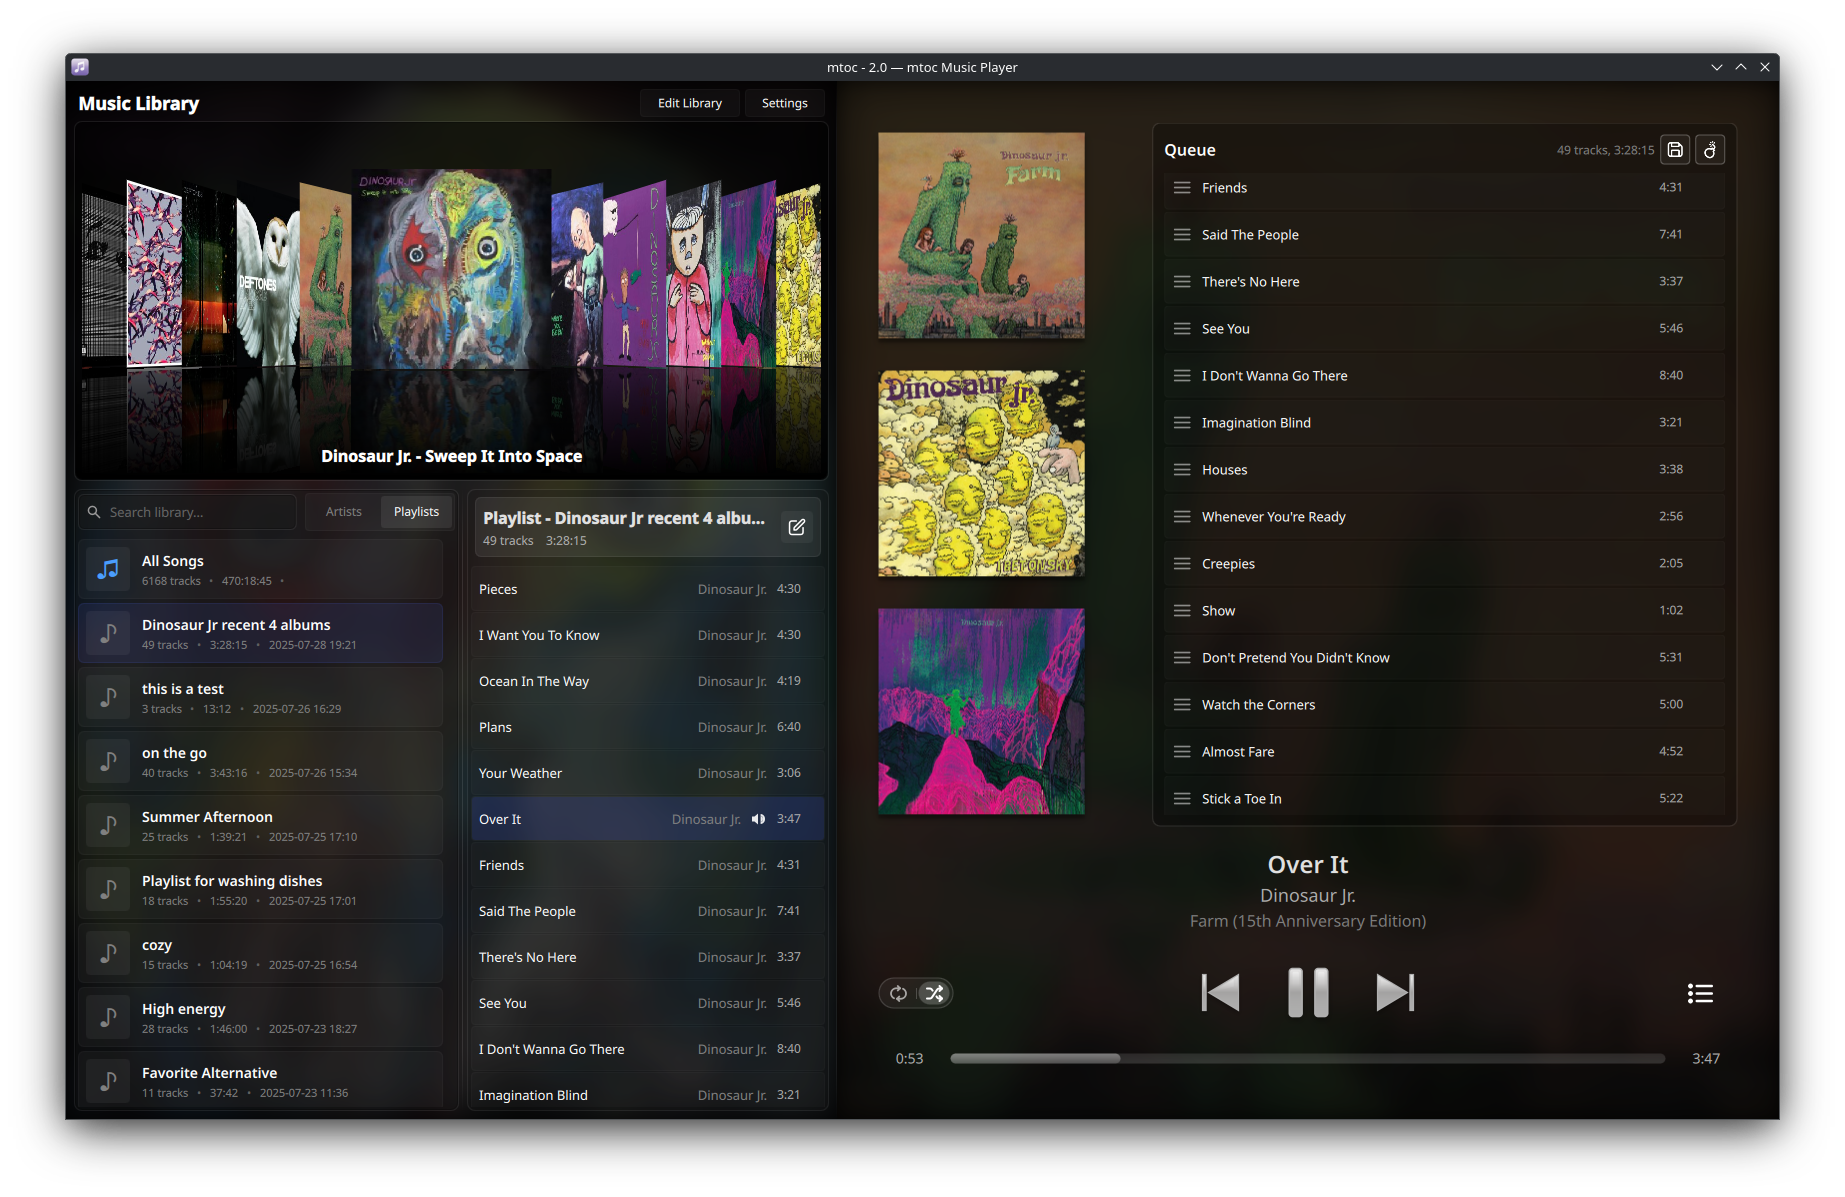 mtoc - 2.0 — mtoc Music Player
Music Library
Edit Library
Settings
DINOSAUR JR
DEFTONES
Dinosaur Jr. - Sweep It Into Space
Search library...
Artists
Playlists
All Songs
6168 tracks • 470:18:45 •
Dinosaur Jr recent 4 albums
49 tracks • 3:28:15 • 2025-07-28 19:21
this is a test
3 tracks • 13:12 • 2025-07-26 16:29
on the go
40 tracks • 3:43:16 • 2025-07-26 15:34
Summer Afternoon
25 tracks • 1:39:21 • 2025-07-25 17:10
Playlist for washing dishes
18 tracks • 1:55:20 • 2025-07-25 17:01
cozy
15 tracks • 1:04:19 • 2025-07-25 16:54
High energy
28 tracks • 1:46:00 • 2025-07-23 18:27
Favorite Alternative
11 tracks • 37:42 • 2025-07-23 11:36
Playlist - Dinosaur Jr recent 4 albu...
49 tracks 3:28:15
Pieces Dinosaur Jr. 4:30
I Want You To Know Dinosaur Jr. 4:30
Ocean In The Way Dinosaur Jr. 4:19
Plans Dinosaur Jr. 6:40
Your Weather Dinosaur Jr. 3:06
Over It Dinosaur Jr. 3:47
Friends Dinosaur Jr. 4:31
Said The People Dinosaur Jr. 7:41
There's No Here Dinosaur Jr. 3:37
See You Dinosaur Jr. 5:46
I Don't Wanna Go There Dinosaur Jr. 8:40
Imagination Blind Dinosaur Jr. 3:21
Dinosaur Jr.
Farm
Dinosaur Jr.
Dinosaur Jr.
Queue
49 tracks, 3:28:15
Friends 4:31
Said The People 7:41
There's No Here 3:37
See You 5:46
I Don't Wanna Go There 8:40
Imagination Blind 3:21
Houses 3:38
Whenever You're Ready 2:56
Creepies 2:05
Show 1:02
Don't Pretend You Didn't Know 5:31
Watch the Corners 5:00
Almost Fare 4:52
Stick a Toe In 5:22
Over It
Dinosaur Jr.
Farm (15th Anniversary Edition)
0:53
3:47